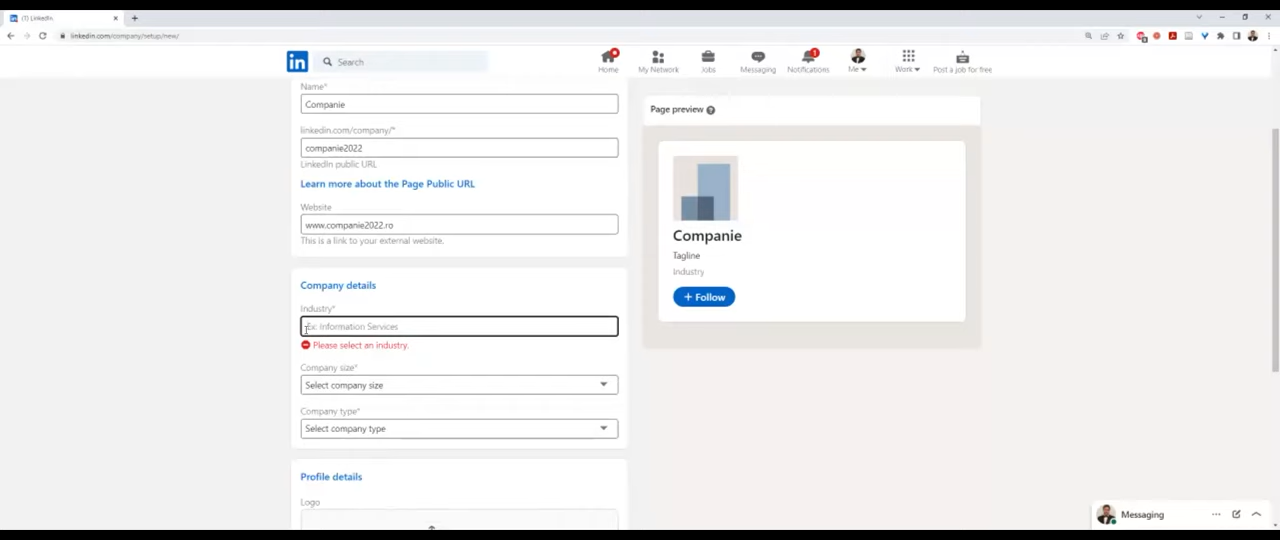 (1) LinkedIn
linkedin.com/company/setup/new/
in
Search
Home
My Network
Jobs
Messaging
1
Notifications
Me
Work
Post a job for free
Name*
Companie
linkedin.com/company/*
companie2022
LinkedIn public URL
Learn more about the Page Public URL
Website
www.companie2022.ro
This is a link to your external website.
Company details
Industry*
Ex: Information Services
Please select an industry.
Company size*
Select company size
Company type*
Select company type
Profile details
Logo
Page preview
Companie
Tagline
Industry
+ Follow
Messaging